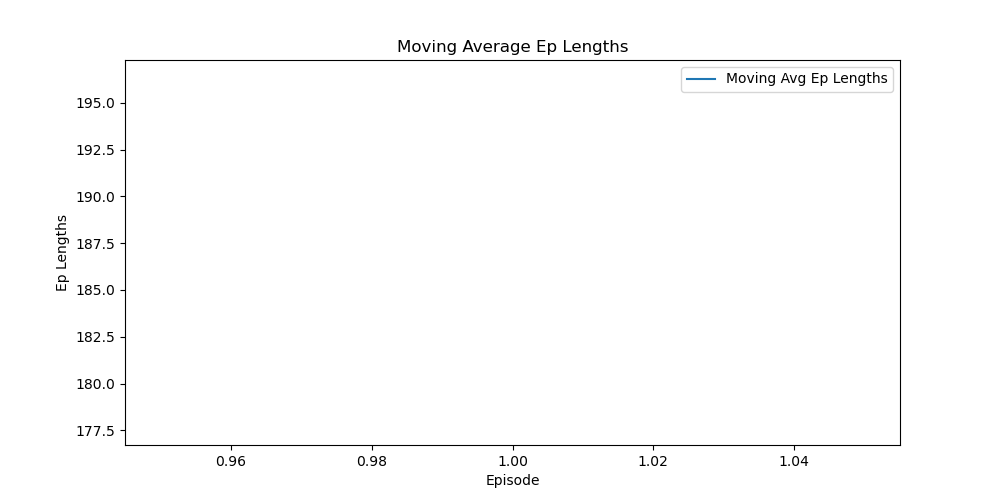 Moving Average Ep Lengths
Moving Avg Ep Lengths
195.0
192.5
190.0
187.5
185.0
182.5
180.0
177.5
Ep Lengths
0.96 0.98 1.00 1.02 1.04
Episode